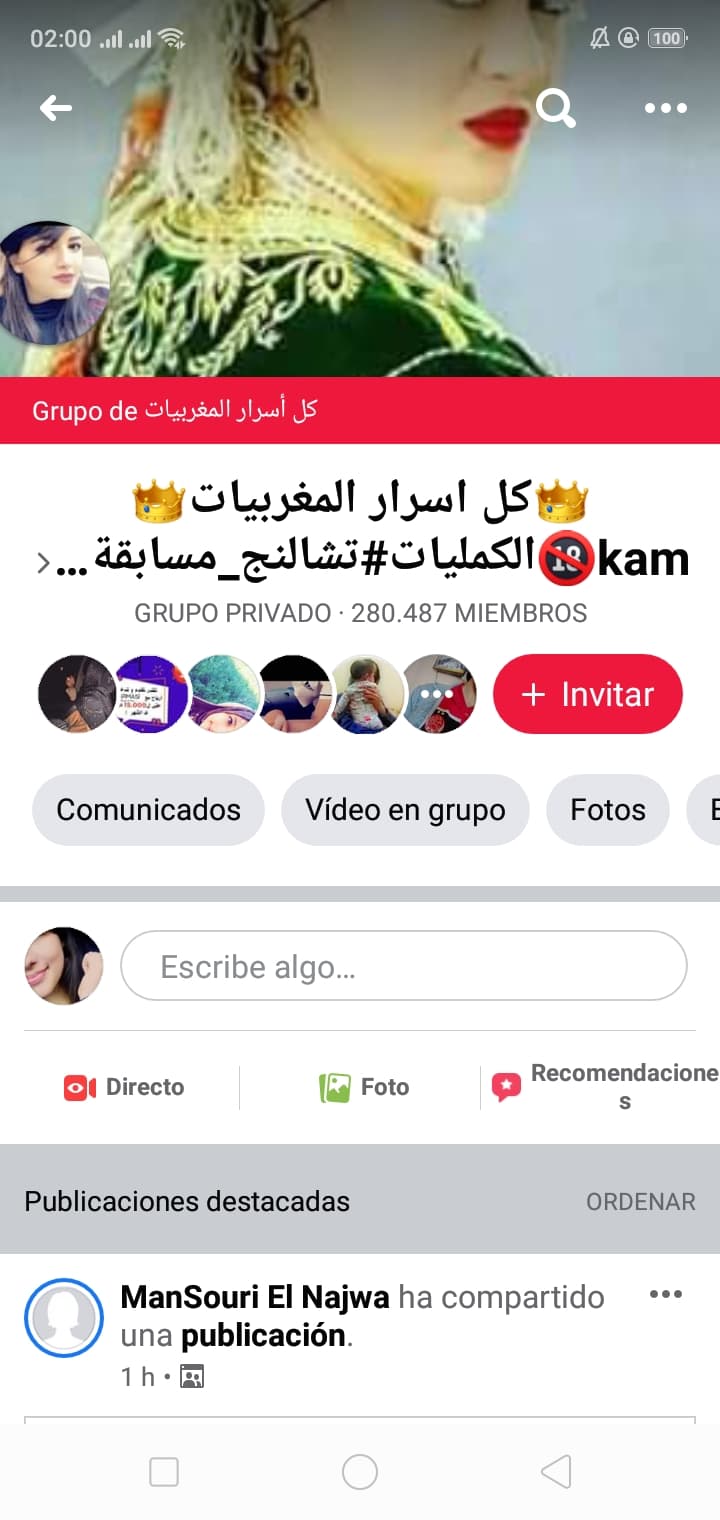 02:00
100
Grupo de كل أسرار المغربيات
👑كل اسرار المغربيات👑
kam🔞الكمليات#تشالنج_مسابقة...
GRUPO PRIVADO · 280.487 MIEMBROS
+ Invitar
Comunicados
Vídeo en grupo
Fotos
Escribe algo...
Directo
Foto
Recomendacione
s
Publicaciones destacadas
ORDENAR
ManSouri El Najwa ha compartido
una publicación.
1 h